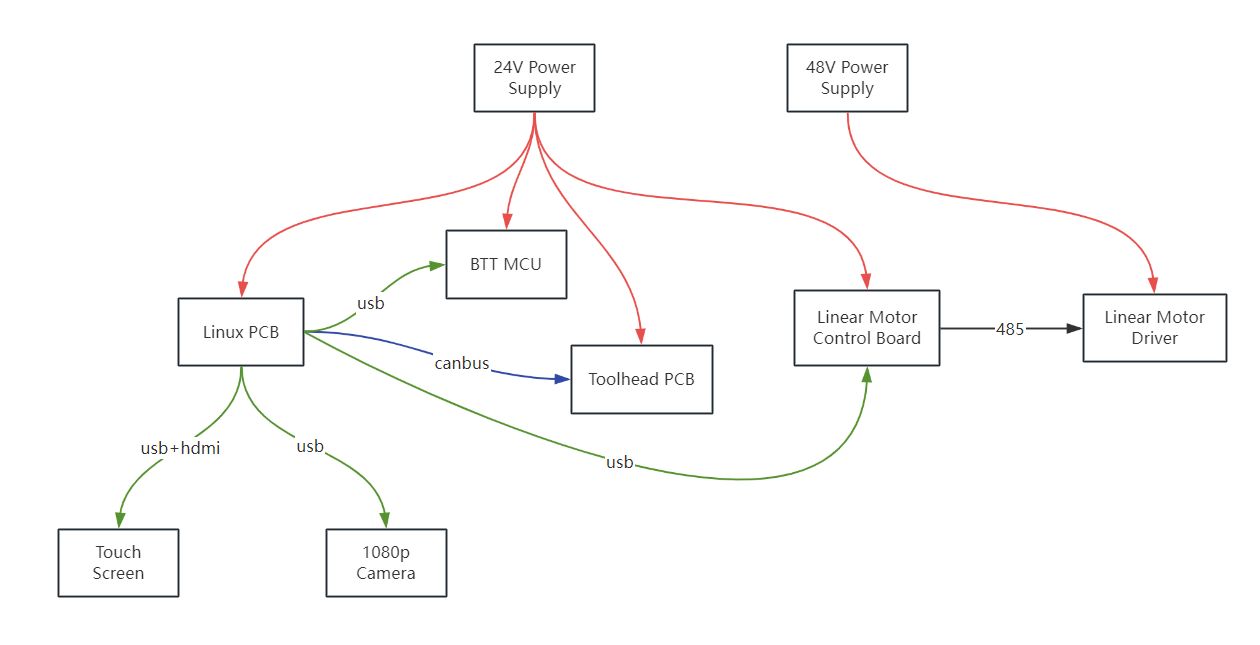 24V Power
Supply
48V Power
Supply
BTT MCU
usb
Linux PCB
canbus
Toolhead PCB
Linear Motor
Control Board
485
Linear Motor
Driver
usb+hdmi
usb
usb
Touch
Screen
1080p
Camera